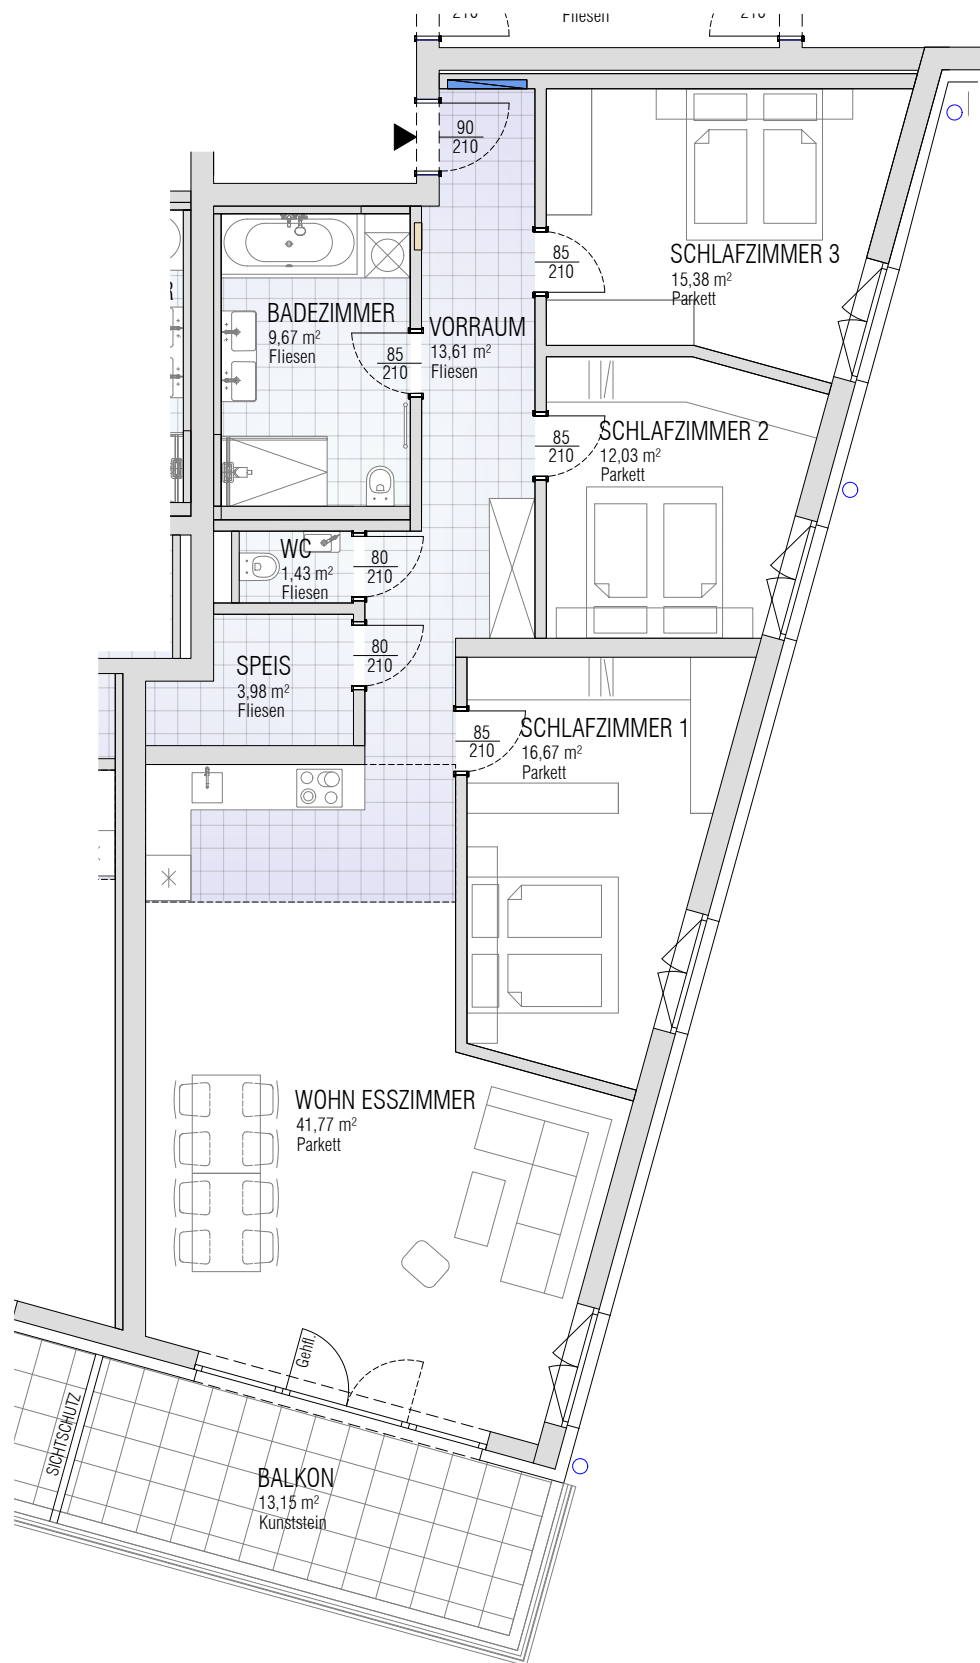 210
Fliesen
210
90
210
SCHLAFZIMMER 3
15,38 m²
Parkett
85
210
BADEZIMMER
9,67 m²
Fliesen
85
210
VORRAUM
13,61 m²
Fliesen
85
210
SCHLAFZIMMER 2
12,03 m²
Parkett
WC
1,43 m²
Fliesen
80
210
80
210
SPEIS
3,98 m²
Fliesen
85
210
SCHLAFZIMMER 1
16,67 m²
Parkett
WOHN ESSZIMMER
41,77 m²
Parkett
Gehfl.
SICHTSCHUTZ
BALKON
13,15 m²
Kunststein